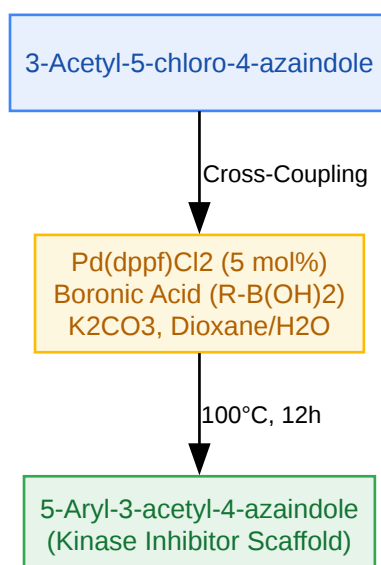 3-Acetyl-5-chloro-4-azaindole
Cross-Coupling
Pd(dppf)Cl2 (5 mol%)
Boronic Acid (R-B(OH)2)
K2CO3, Dioxane/H2O
100°C, 12h
5-Aryl-3-acetyl-4-azaindole
(Kinase Inhibitor Scaffold)